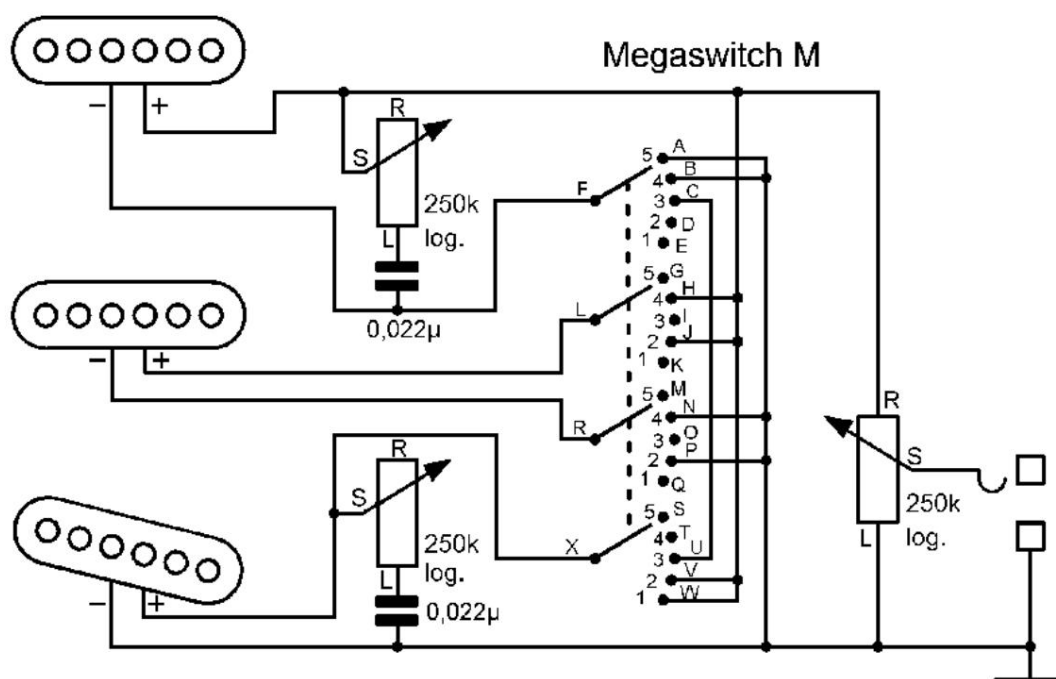 Megaswitch M
− +
R
S
250k
log.
L
0,022µ
− +
− +
R
S
250k
log.
L
0,022µ
F
5 A
4 B
3 C
2 D
1 E
L
5 G
4 H
3 I
2 J
1 K
R
5 M
4 N
3 O
2 P
1 Q
X
5 S
4 T
3 U
2 V
1 W
R
S
250k
log.
L